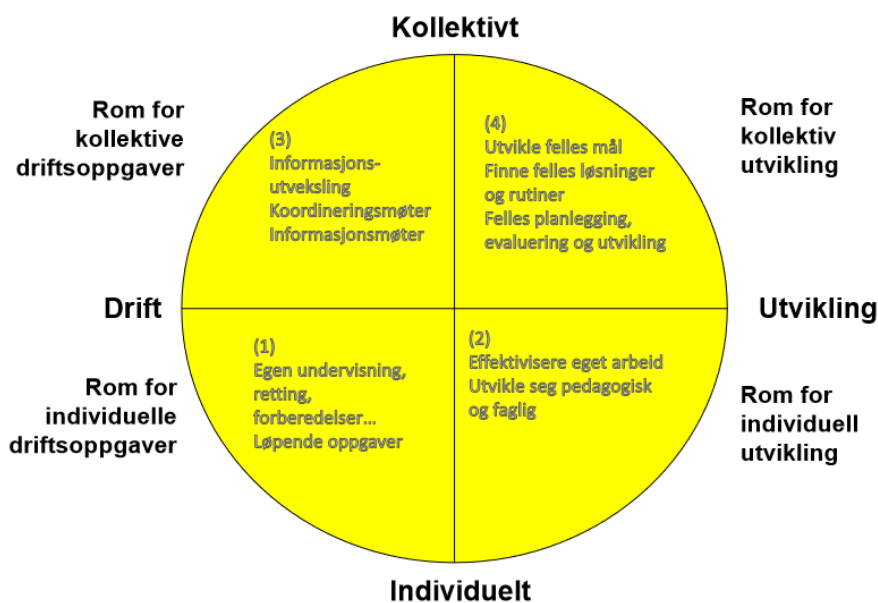 Kollektivt
Rom for
kollektive
driftsoppgaver
(3)
Informasjons-
utveksling
Koordineringsmøter
Informasjonsmøter
(4)
Utvikle felles mål
Finne felles løsninger
og rutiner
Felles planlegging,
evaluering og utvikling
Rom for
kollektiv
utvikling
Drift
Utvikling
Rom for
individuelle
driftsoppgaver
(1)
Egen undervisning,
retting,
forberedelser...
Løpende oppgaver
(2)
Effektivisere eget arbeid
Utvikle seg pedagogisk
og faglig
Rom for
individuell
utvikling
Individuelt